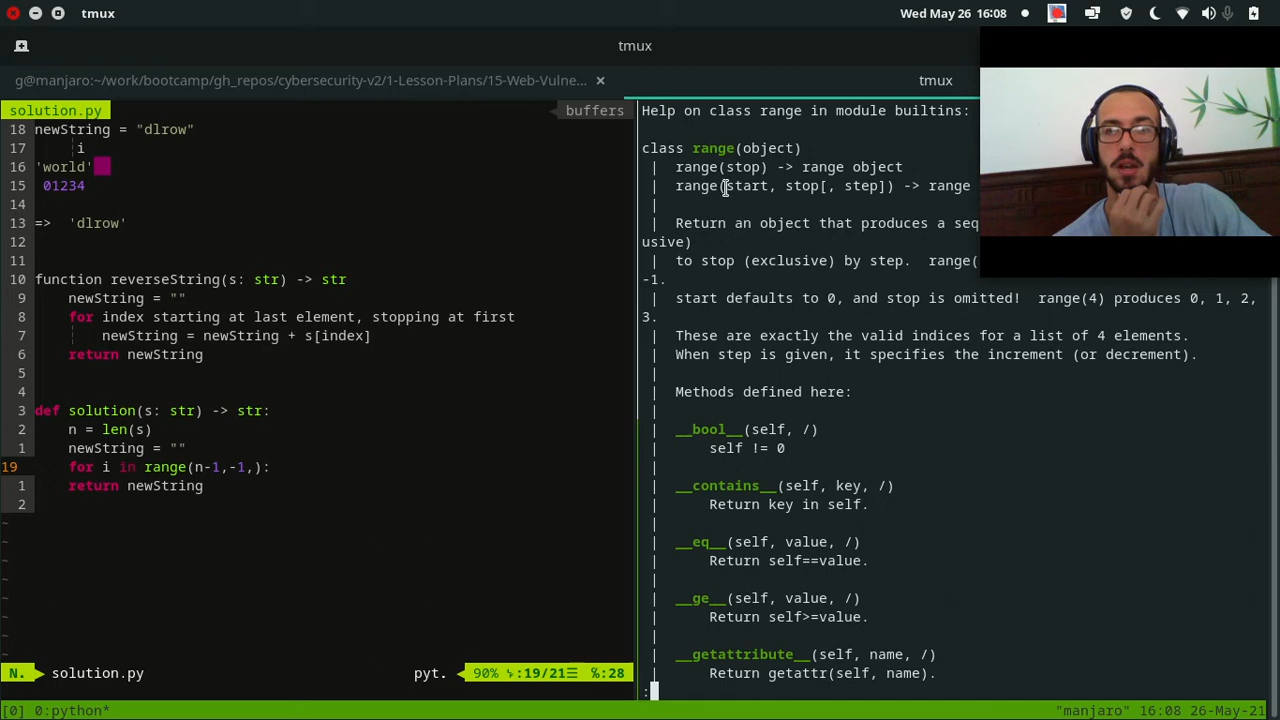 tmux
Wed May 26 16:08
tmux
g@manjaro:~/work/bootcamp/gh_repos/cybersecurity-v2/1-Lesson-Plans/15-Web-Vulne… ×
tmux
solution.py
buffers
18 newString = "dlrow"
17 i
16 'world'
15 01234
14
13 => 'dlrow'
12
11
10 function reverseString(s: str) -> str
9 newString = ""
8 for index starting at last element, stopping at first
7 newString = newString + s[index]
6 return newString
5
4
3 def solution(s: str) -> str:
2 n = len(s)
1 newString = ""
19 for i in range(n-1,-1,):
1 return newString
2
~
~
~
~
~
~
~
~
N. solution.py pyt. 90% :19/21☰ %:28
Help on class range in module builtins:
class range(object)
| range(stop) -> range object
| range(start, stop[, step]) -> range
|
| Return an object that produces a seq
usive)
| to stop (exclusive) by step. range(
-1.
| start defaults to 0, and stop is omitted! range(4) produces 0, 1, 2,
3.
| These are exactly the valid indices for a list of 4 elements.
| When step is given, it specifies the increment (or decrement).
|
| Methods defined here:
|
| __bool__(self, /)
| self != 0
|
| __contains__(self, key, /)
| Return key in self.
|
| __eq__(self, value, /)
| Return self==value.
|
| __ge__(self, value, /)
| Return self>=value.
|
| __getattribute__(self, name, /)
| Return getattr(self, name).
:
[0] 0:python* "manjaro" 16:08 26-May-21